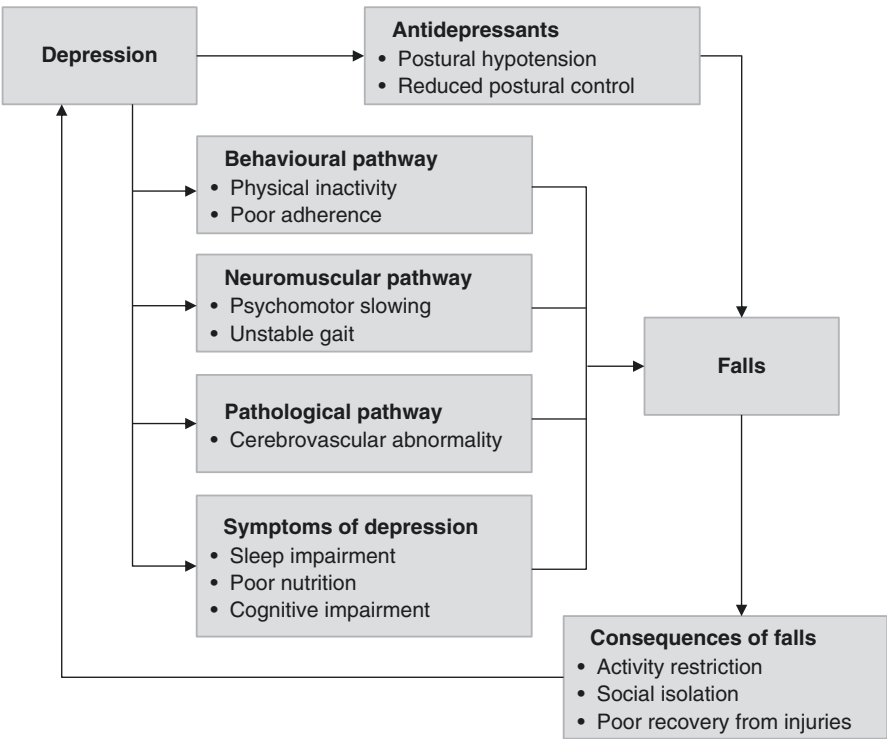 Depression
Antidepressants
• Postural hypotension
• Reduced postural control
Behavioural pathway
• Physical inactivity
• Poor adherence
Neuromuscular pathway
• Psychomotor slowing
• Unstable gait
Pathological pathway
• Cerebrovascular abnormality
Symptoms of depression
• Sleep impairment
• Poor nutrition
• Cognitive impairment
Falls
Consequences of falls
• Activity restriction
• Social isolation
• Poor recovery from injuries